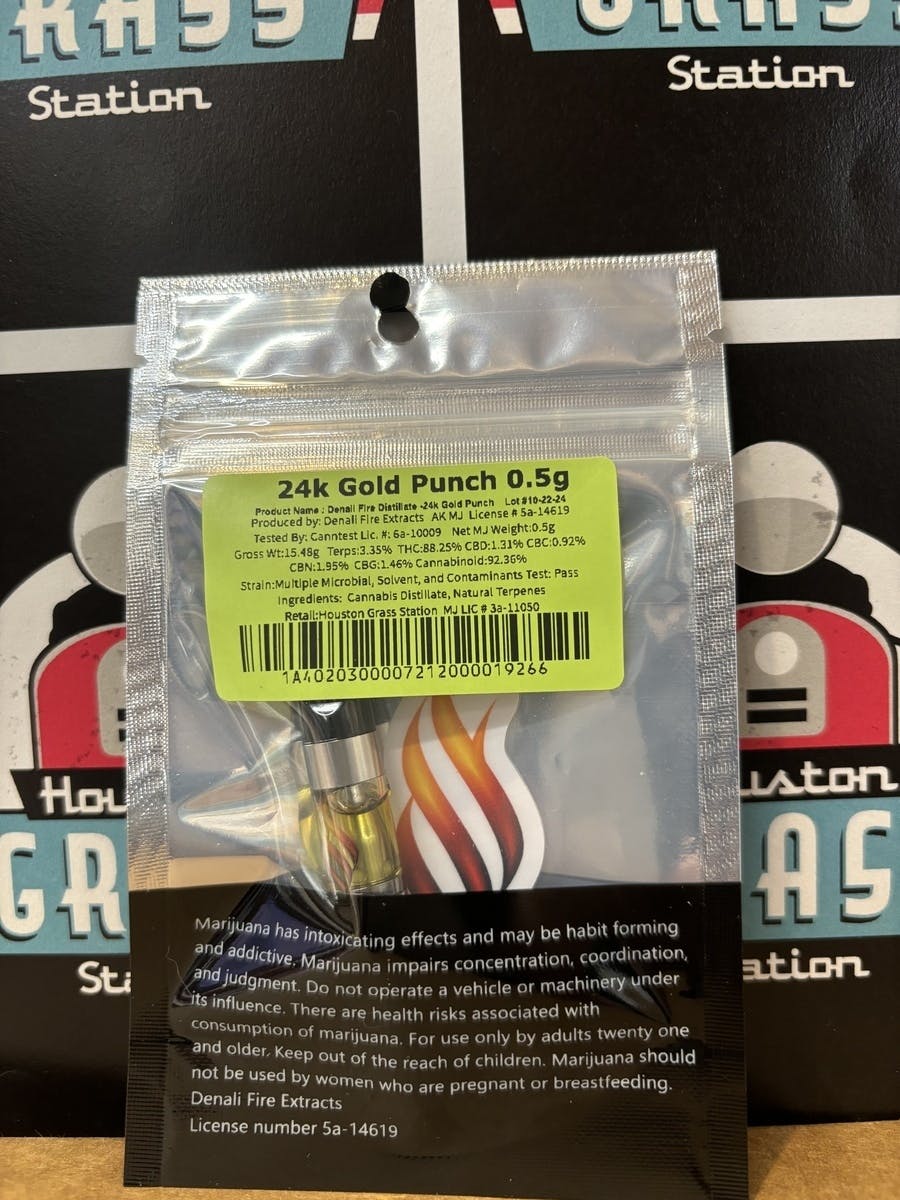 RASS
GRASS
Station
Station
24k Gold Punch 0.5g
Product Name : Denali Fire Distillate -24k Gold Punch Lot#10-22-24
Produced by: Denali Fire Extracts AK MJ License # 5a-14619
Tested By: Canntest Lic. #: 6a-10009 Net MJ Weight:0.5g
Gross Wt:15.48g Terps:3.35% THC:88.25% CBD:1.31% CBC:0.92%
CBN:1.95% CBG:1.46% Cannabinoid:92.36%
Strain:Multiple Microbial, Solvent, and Contaminants Test: Pass
Ingredients: Cannabis Distillate, Natural Terpenes
Retail:Houston Grass Station MJ LIC # 3a-11050
1A4020300007212000019266
Hou
uston
GR
AS
Sta
ation
Marijuana has intoxicating effects and may be habit forming
and addictive. Marijuana impairs concentration, coordination,
and judgment. Do not operate a vehicle or machinery under
its influence. There are health risks associated with
consumption of marijuana. For use only by adults twenty one
and older. Keep out of the reach of children. Marijuana should
not be used by women who are pregnant or breastfeeding.
Denali Fire Extracts
License number 5a-14619